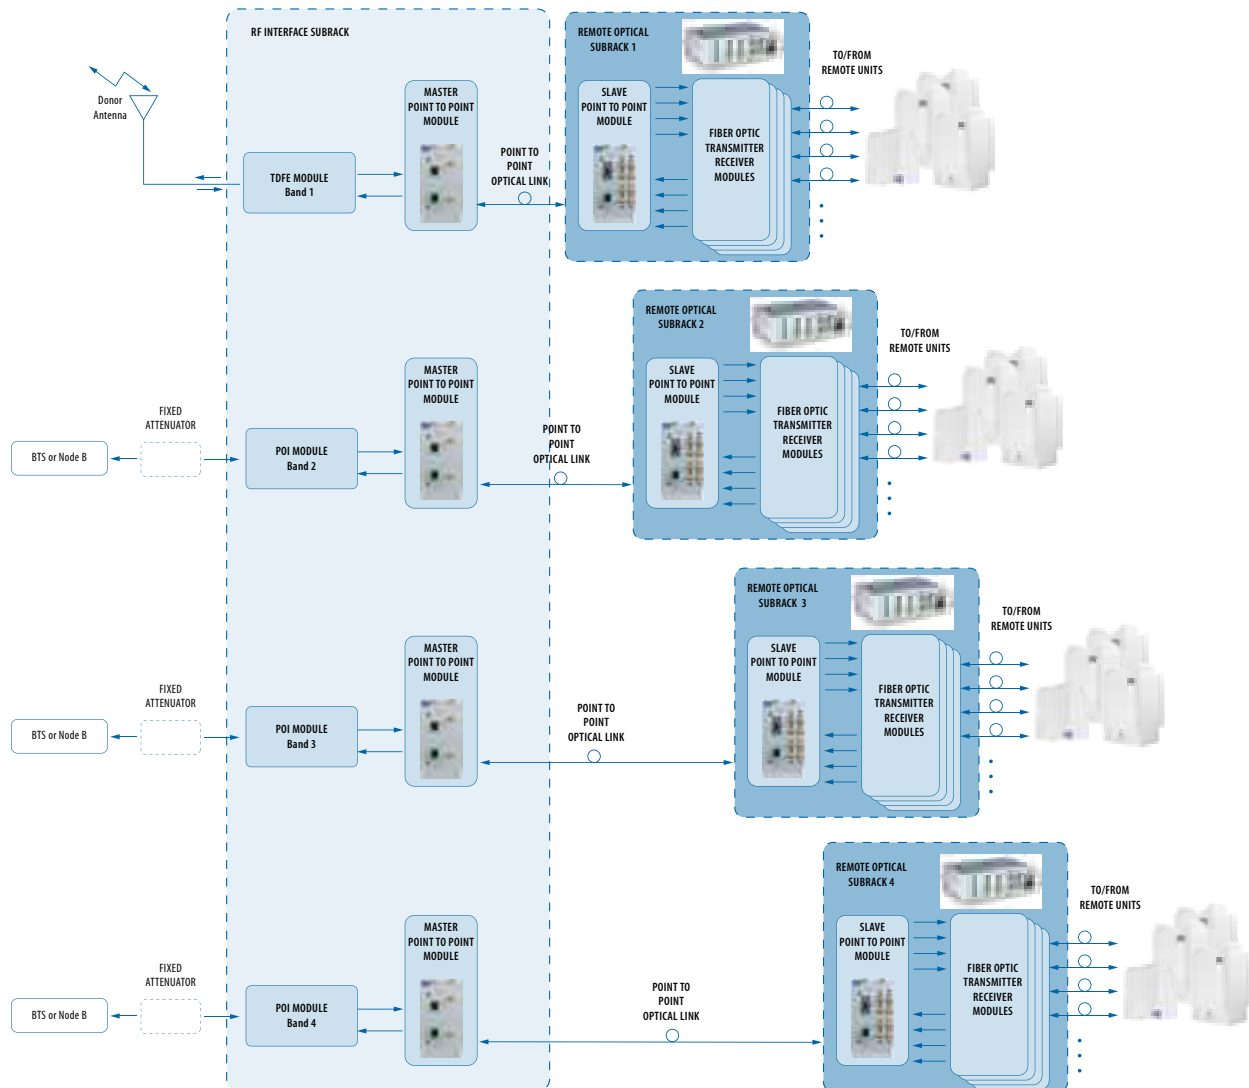 RF INTERFACE SUBRACK
REMOTE OPTICAL
SUBRACK 1
TO/FROM
REMOTE UNITS
Donor
Antenna
MASTER
POINT TO POINT
MODULE
SLAVE
POINT TO POINT
MODULE
FIBER OPTIC
TRANSMITTER
RECEIVER
MODULES
TDFE MODULE
Band 1
POINT TO
POINT
OPTICAL LINK
REMOTE OPTICAL
SUBRACK 2
TO/FROM
REMOTE UNITS
MASTER
POINT TO POINT
MODULE
SLAVE
POINT TO POINT
MODULE
FIBER OPTIC
TRANSMITTER
RECEIVER
MODULES
FIXED
ATTENUATOR
BTS or Node B
POI MODULE
Band 2
POINT TO
POINT
OPTICAL LINK
REMOTE OPTICAL
SUBRACK 3
TO/FROM
REMOTE UNITS
MASTER
POINT TO POINT
MODULE
SLAVE
POINT TO POINT
MODULE
FIBER OPTIC
TRANSMITTER
RECEIVER
MODULES
FIXED
ATTENUATOR
BTS or Node B
POI MODULE
Band 3
POINT TO
POINT
OPTICAL LINK
REMOTE OPTICAL
SUBRACK 4
TO/FROM
REMOTE UNITS
MASTER
POINT TO POINT
MODULE
SLAVE
POINT TO POINT
MODULE
FIBER OPTIC
TRANSMITTER
RECEIVER
MODULES
FIXED
ATTENUATOR
BTS or Node B
POI MODULE
Band 4
POINT TO
POINT
OPTICAL LINK